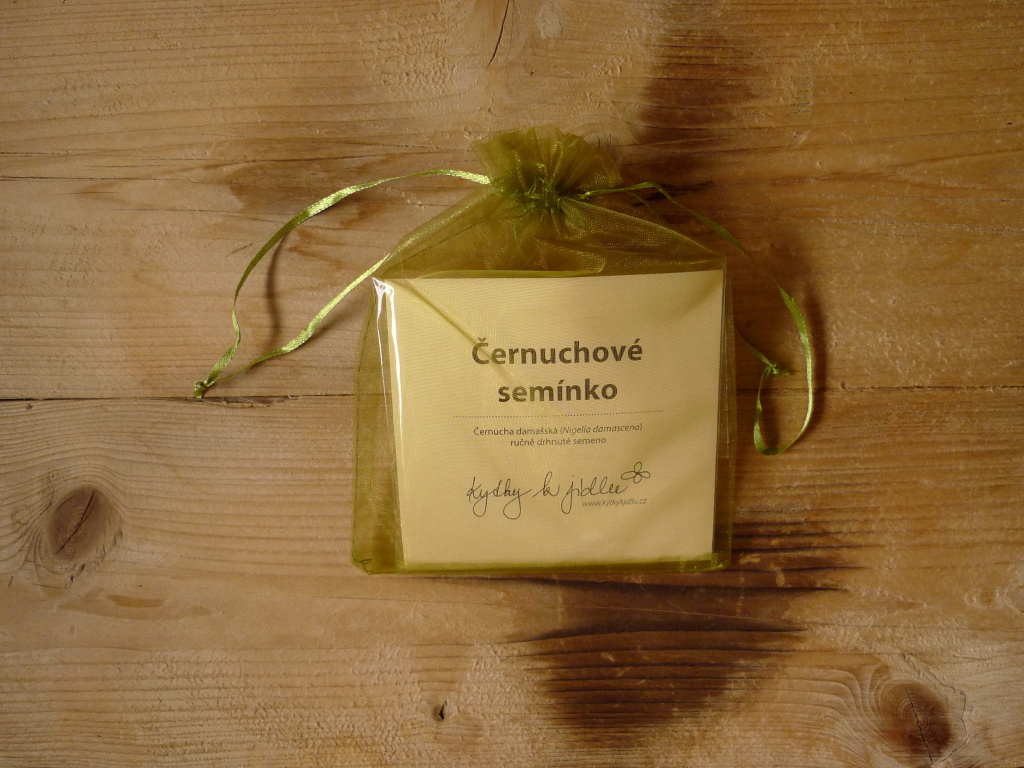 Černuchové
semínko
Černucha damašská (Nigella damascena)
ručně drhnuté semeno
kytky k jídlu
www.kytkykjidlu.cz